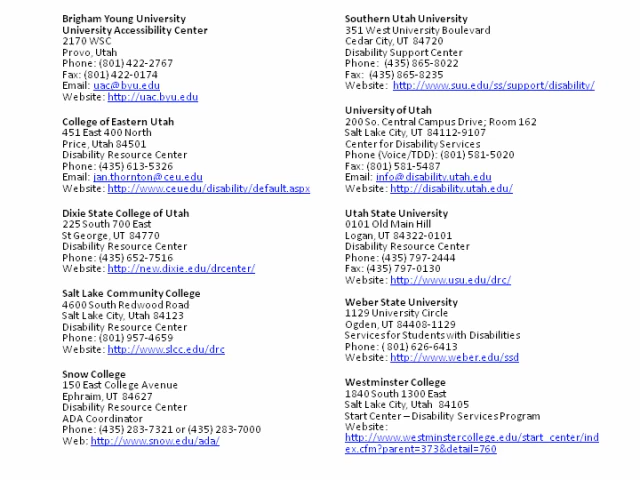 Brigham Young University
University Accessibility Center
2170 WSC
Provo, Utah
Phone: (801) 422-2767
Fax: (801) 422-0174
Email: uac@byu.edu
Website: http://uac.byu.edu
College of Eastern Utah
451 East 400 North
Price, Utah 84501
Disability Resource Center
Phone: (435) 613-5326
Email: jan.thornton@ceu.edu
Website: http://www.ceuedu/disability/default.aspx
Dixie State College of Utah
225 South 700 East
St George, UT 84770
Disability Resource Center
Phone: (435) 652-7516
Website: http://new.dixie.edu/drcenter/
Salt Lake Community College
4600 South Redwood Road
Salt Lake City, Utah 84123
Disability Resource Center
Phone: (801) 957-4659
Website: http://www.slcc.edu/drc
Snow College
150 East College Avenue
Ephraim, UT 84627
Disability Resource Center
ADA Coordinator
Phone: (435) 283-7321 or (435) 283-7000
Web: http://www.snow.edu/ada/
Southern Utah University
351 West University Boulevard
Cedar City, UT 84720
Disability Support Center
Phone: (435) 865-8022
Fax: (435) 865-8235
Website: http://www.suu.edu/ss/support/disability/
University of Utah
200 So. Central Campus Drive; Room 162
Salt Lake City, UT 84112-9107
Center for Disability Services
Phone (Voice/TDD): (801) 581-5020
Fax: (801) 581-5487
Email: info@disability.utah.edu
Website: http://disability.utah.edu/
Utah State University
0101 Old Main Hill
Logan, UT 84322-0101
Disability Resource Center
Phone: (435) 797-2444
Fax: (435) 797-0130
Website: http://www.usu.edu/drc/
Weber State University
1129 University Circle
Ogden, UT 84408-1129
Services for Students with Disabilities
Phone: ( 801) 626-6413
Website: http://www.weber.edu/ssd
Westminster College
1840 South 1300 East
Salt Lake City, Utah 84105
Start Center – Disability Services Program
Website:
http://www.westminstercollege.edu/start_center/ind
ex.cfm?parent=373&detail=760